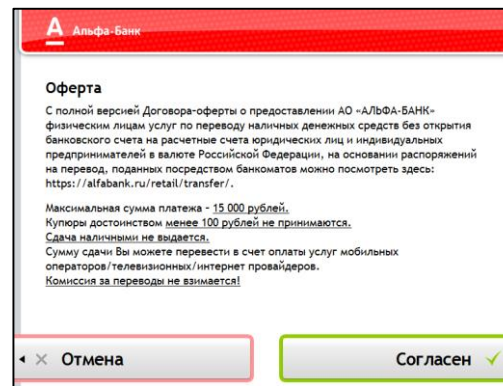 А Альфа-Банк
Оферта
С полной версией Договора-оферты о предоставлении АО «АЛЬФА-БАНК»
физическим лицам услуг по переводу наличных денежных средств без открытия
банковского счета на расчетные счета юридических лиц и индивидуальных
предпринимателей в валюте Российской Федерации, на основании распоряжений
на перевод, поданных посредством банкоматов можно посмотреть здесь:
https://alfabank.ru/retail/transfer/.
Максимальная сумма платежа - 15 000 рублей.
Купюры достоинством менее 100 рублей не принимаются.
Сдача наличными не выдается.
Сумму сдачи Вы можете перевести в счет оплаты услуг мобильных
операторов/телевизионных/интернет провайдеров.
Комиссия за переводы не взимается!
Отмена
Согласен